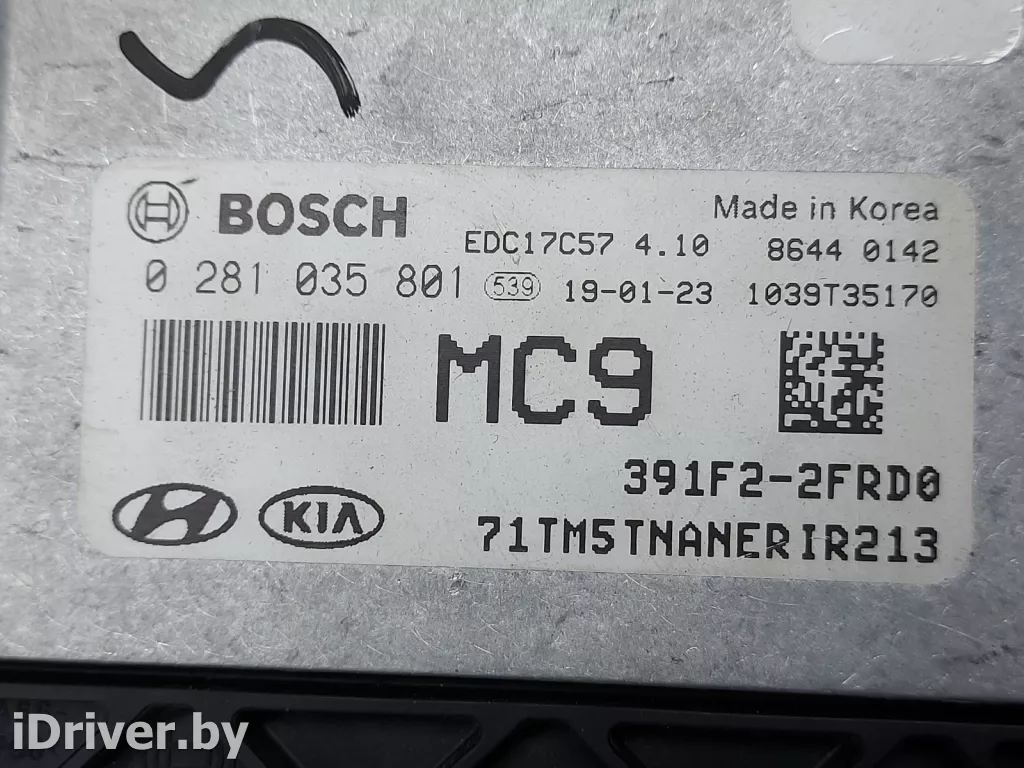 BOSCH
Made in Korea
EDC17C57 4.10
8644 0142
0 281 035 801
539
19-01-23
1039T35170
MC9
391F2-2FRD0
KIA
71TM5TNANERIR213
iDriver.by